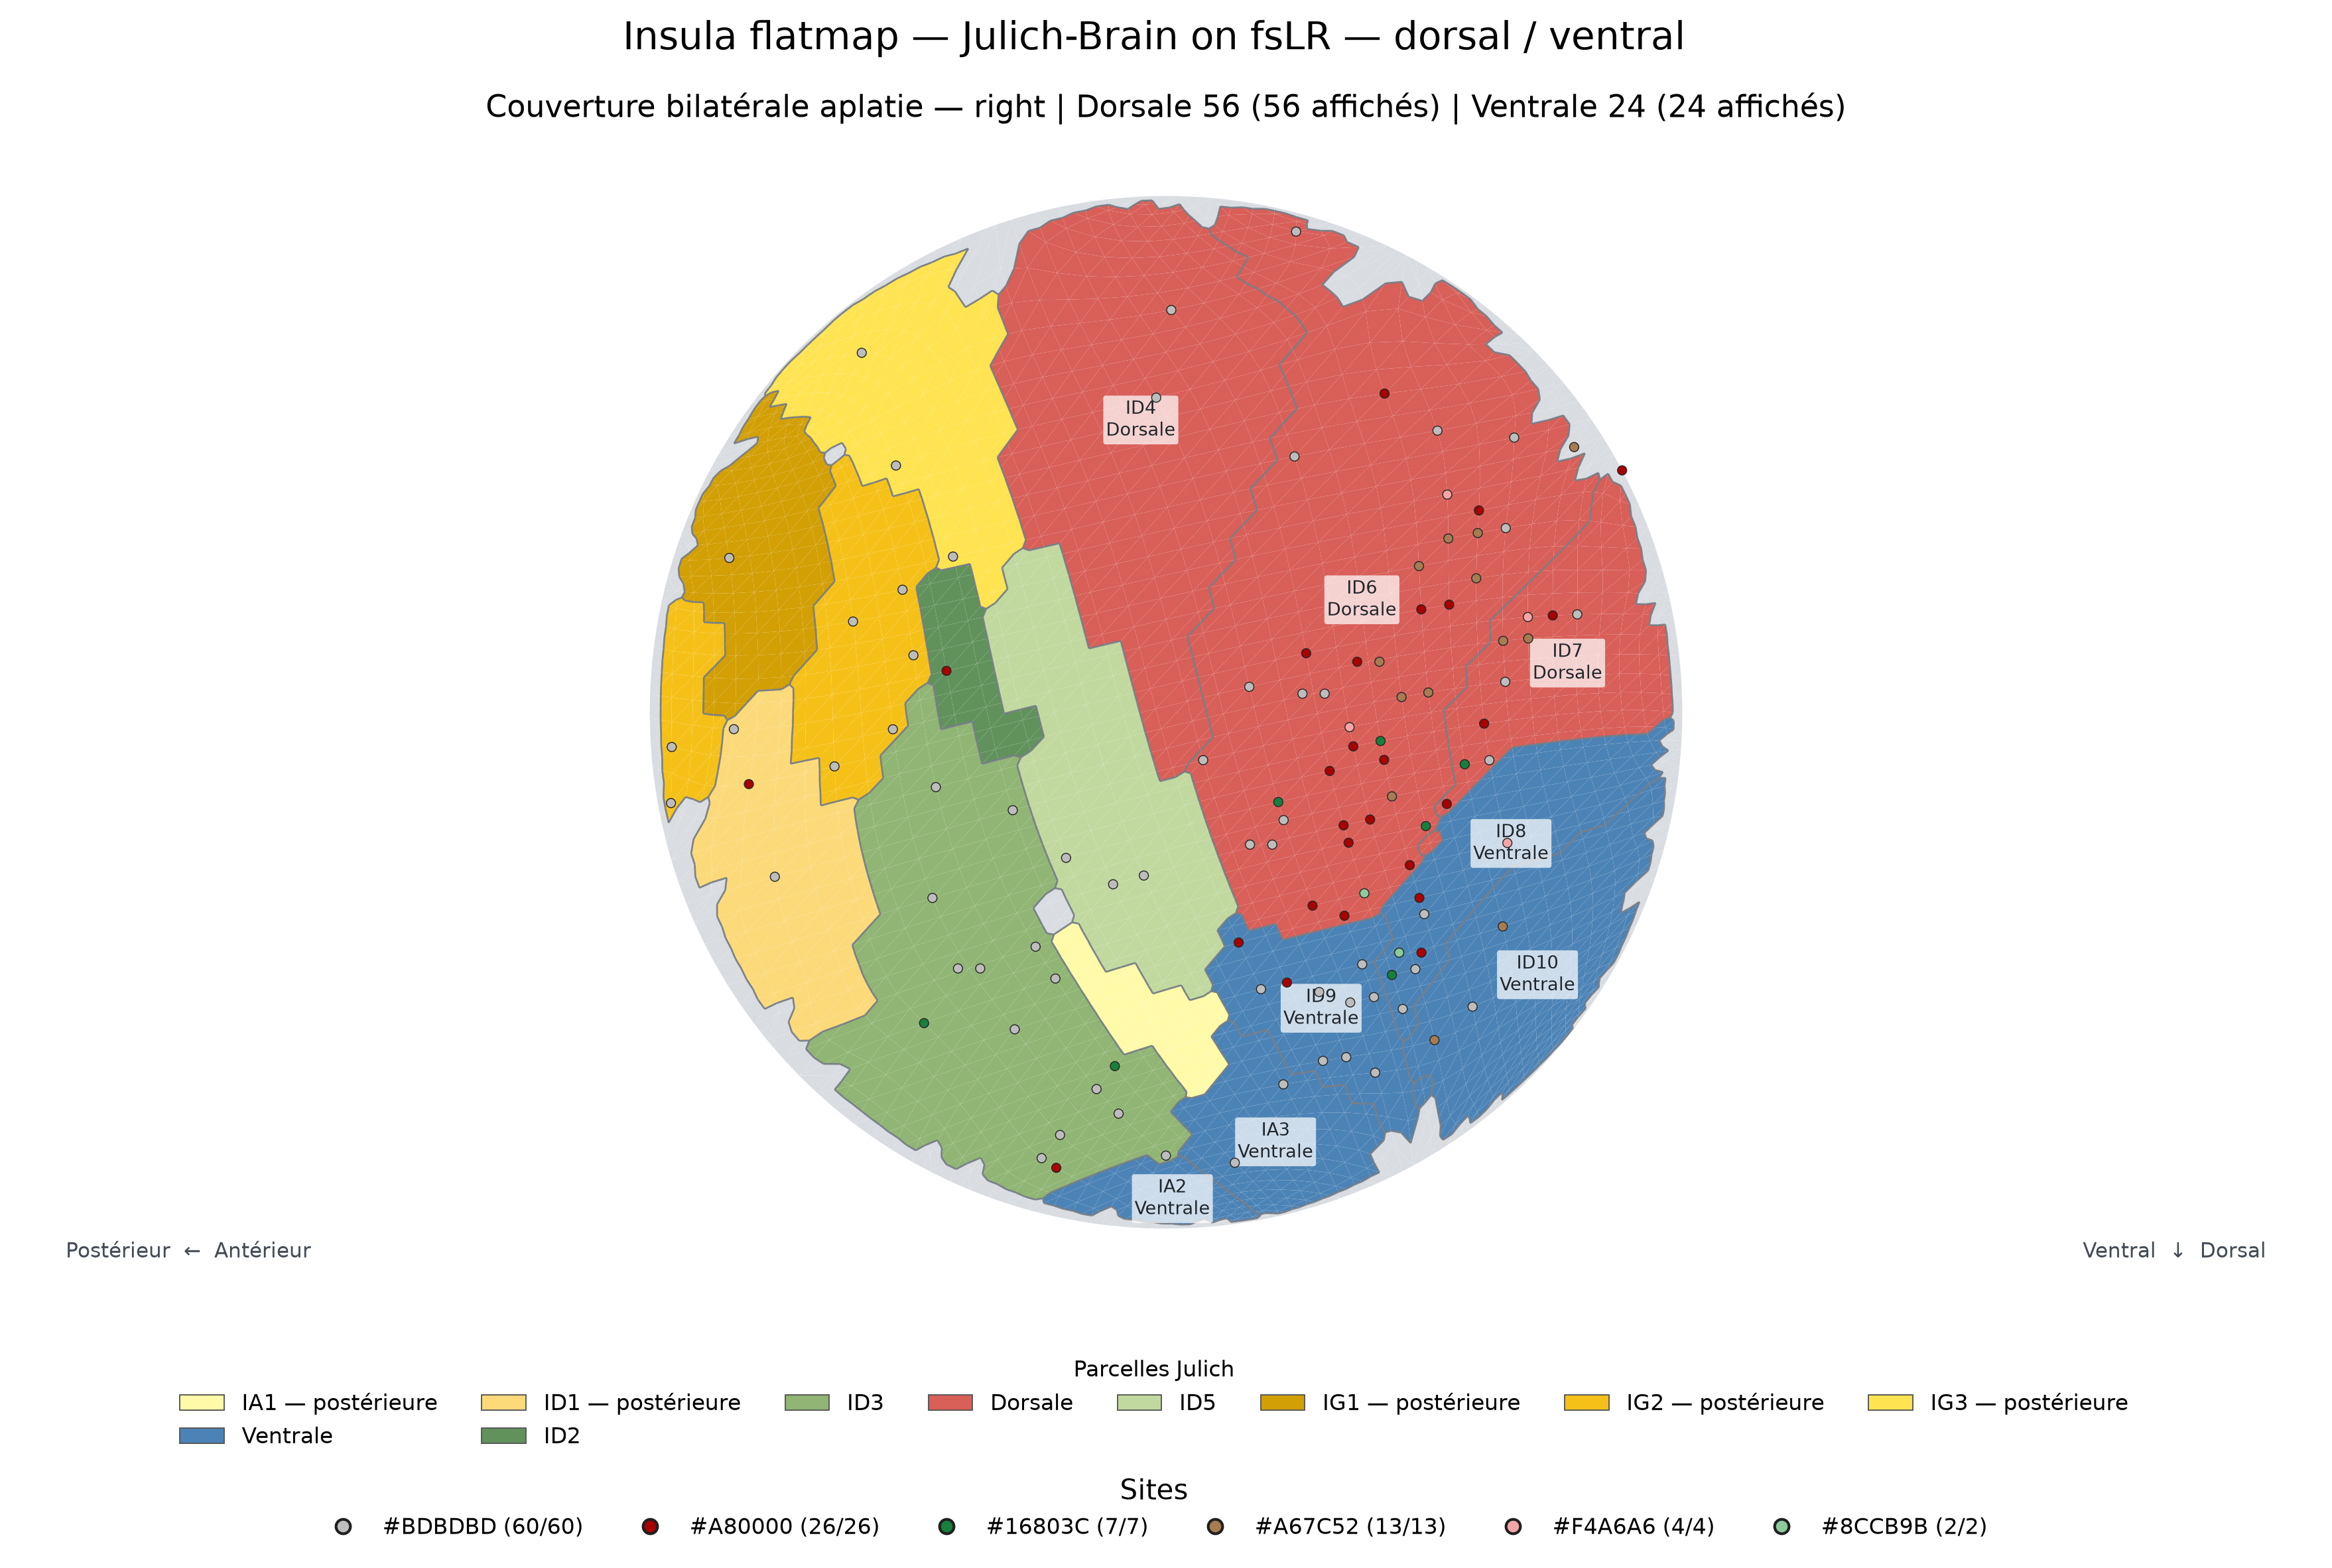 Insula flatmap — Julich-Brain on fsLR — dorsal / ventral
Couverture bilatérale aplatie — right | Dorsale 56 (56 affichés) | Ventrale 24 (24 affichés)
ID4
Dorsale
ID6
Dorsale
ID7
Dorsale
ID8
Ventrale
ID10
Ventrale
ID9
Ventrale
IA3
Ventrale
IA2
Ventrale
Postérieur ← Antérieur
Ventral ↓ Dorsal
Parcelles Julich
IA1 — postérieure
ID1 — postérieure
ID3
Dorsale
ID5
IG1 — postérieure
IG2 — postérieure
IG3 — postérieure
Ventrale
ID2
Sites
#BDBDBD (60/60)
#A80000 (26/26)
#16803C (7/7)
#A67C52 (13/13)
#F4A6A6 (4/4)
#8CCB9B (2/2)